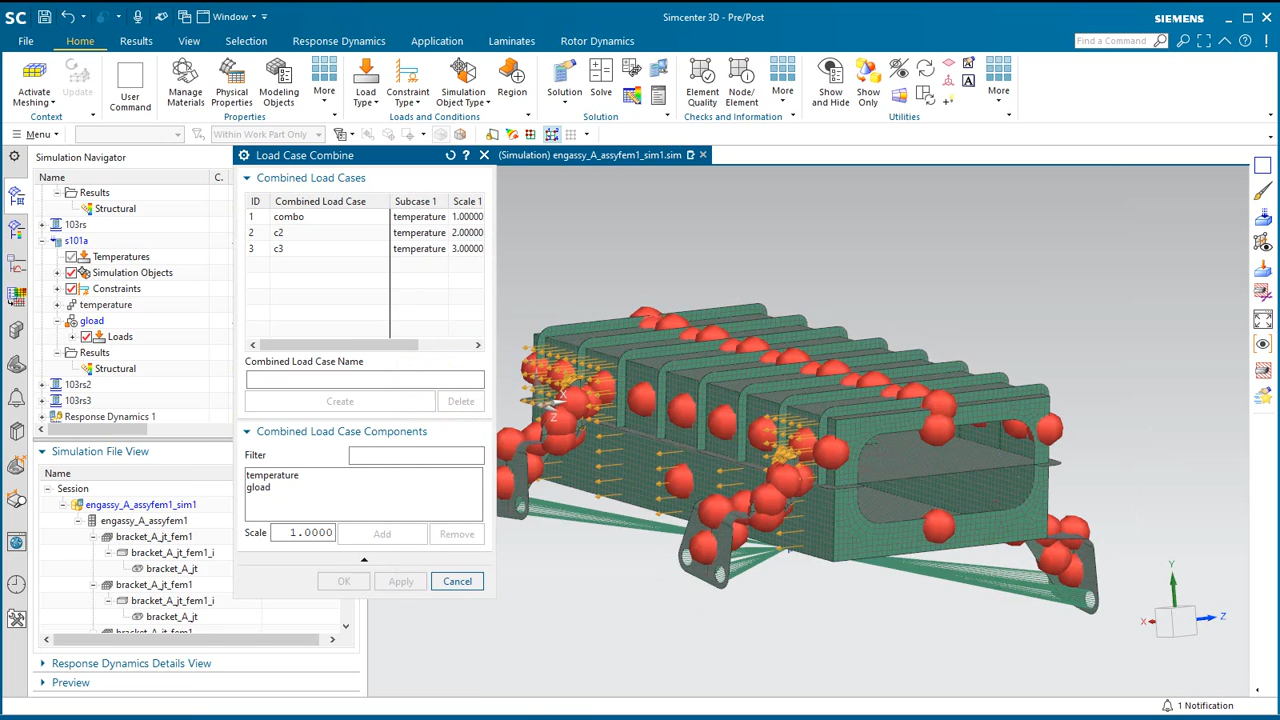 SC Window Simcenter 3D - Pre/Post SIEMENS
File Home Results View Selection Response Dynamics Application Laminates Rotor Dynamics Find a Command
Activate Meshing Update User Command Manage Materials Physical Properties Modeling Objects More Load Type Constraint Type Simulation Object Type Region Solution Solve Element Quality Node/Element More Show and Hide Show Only More
Context Properties Loads and Conditions Solution Checks and Information Utilities
Menu Within Work Part Only
Simulation Navigator
Name C.
Results
Structural
103rs
s101a
Temperatures
Simulation Objects
Constraints
temperature
gload
Loads
Results
Structural
103rs2
103rs3
Response Dynamics 1
Simulation File View
Name
Session
engassy_A_assyfem1_sim1
engassy_A_assyfem1
bracket_A_jt_fem1
bracket_A_jt_fem1_i
bracket_A_jt
bracket_A_jt_fem1
bracket_A_jt_fem1_i
bracket_A_jt
bracket_A_jt_fem1
Response Dynamics Details View
Preview
Load Case Combine
Combined Load Cases
ID Combined Load Case Subcase 1 Scale 1
1 combo temperature 1.00000
2 c2 temperature 2.00000
3 c3 temperature 3.00000
Combined Load Case Name
Create Delete
Combined Load Case Components
Filter
temperature
gload
Scale 1.0000 Add Remove
OK Apply Cancel
(Simulation) engassy_A_assyfem1_sim1.sim
X
Z
Y
X Z
1 Notification